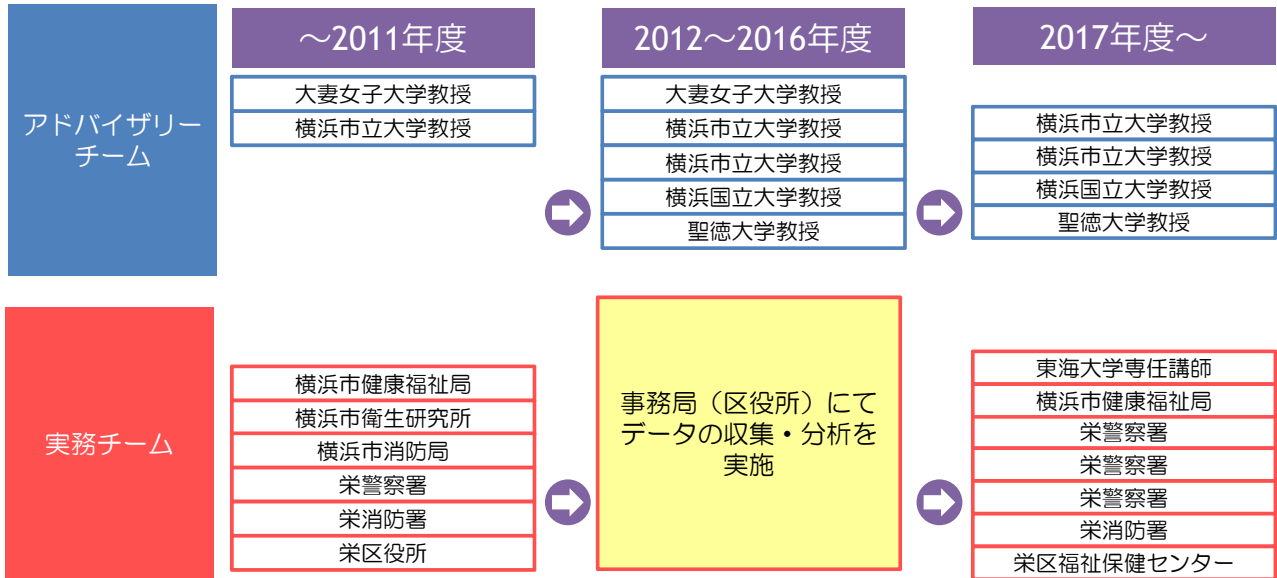 ～2011年度
2012～2016年度
2017年度～
アドバイザリー
チーム
大妻女子大学教授
横浜市立大学教授
大妻女子大学教授
横浜市立大学教授
横浜市立大学教授
横浜国立大学教授
聖徳大学教授
横浜市立大学教授
横浜市立大学教授
横浜国立大学教授
聖徳大学教授
実務チーム
横浜市健康福祉局
横浜市衛生研究所
横浜市消防局
栄警察署
栄消防署
栄区役所
事務局（区役所）にて
データの収集・分析を
実施
東海大学専任講師
横浜市健康福祉局
栄警察署
栄警察署
栄警察署
栄消防署
栄区福祉保健センター